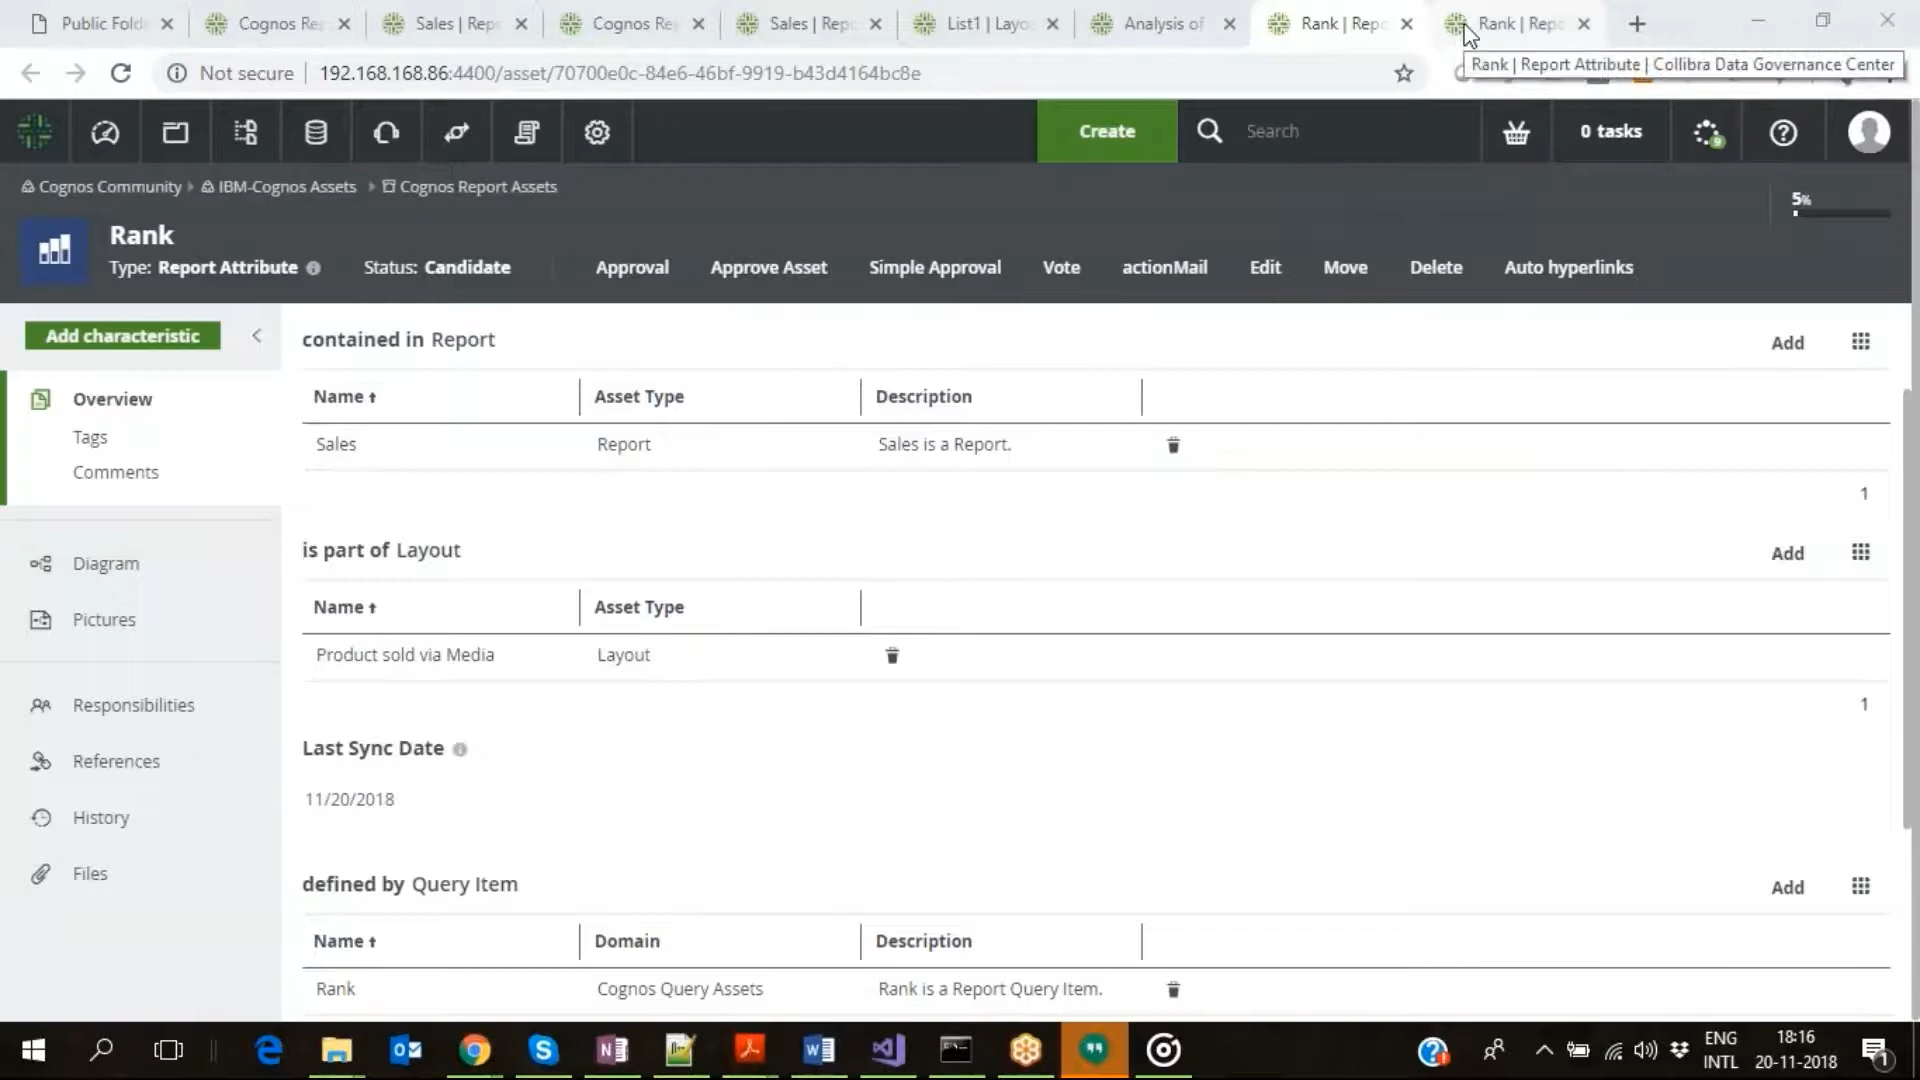 Public Fold
Cognos Re
Sales | Rep
Cognos Re
Sales | Rep
List1 | Layo
Analysis of
Rank | Repo
Rank | Repo
Not secure
192.168.168.86:4400/asset/70700e0c-84e6-46bf-9919-b43d4164bc8e
Rank | Report Attribute | Collibra Data Governance Center
Create
Search
0 tasks
9
Cognos Community
IBM-Cognos Assets
Cognos Report Assets
5%
Rank
Type: Report Attribute
Status: Candidate
Approval
Approve Asset
Simple Approval
Vote
actionMail
Edit
Move
Delete
Auto hyperlinks
Add characteristic
Overview
Tags
Comments
Diagram
Pictures
Responsibilities
References
History
Files
contained in Report
Add
Name Asset Type Description
Sales Report Sales is a Report.
1
is part of Layout
Add
Name Asset Type
Product sold via Media Layout
1
Last Sync Date
11/20/2018
defined by Query Item
Add
Name Domain Description
Rank Cognos Query Assets Rank is a Report Query Item.
ENG
INTL
18:16
20-11-2018
1